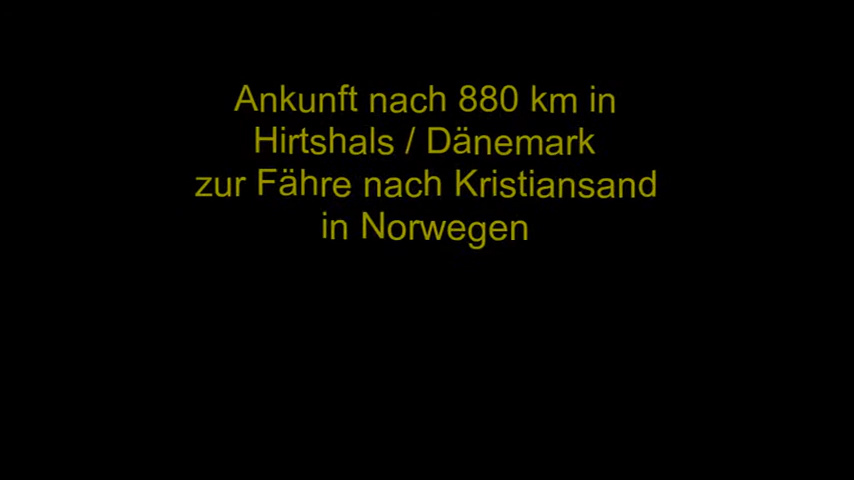 Ankunft nach 880 km in
Hirtshals / Dänemark
zur Fähre nach Kristiansand
in Norwegen